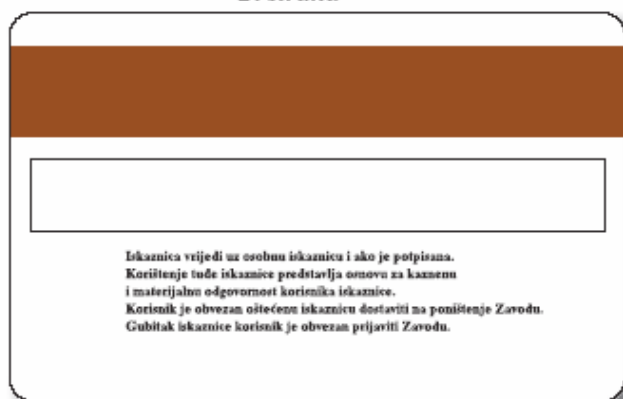 Iskaznica vrijedi uz osobnu iskaznicu i ako je potpisana.
Korištenje tuđe iskaznice predstavlja osnovu za kaznenu
i materijalnu odgovornost korisnika iskaznice.
Korisnik je obvezan oštećenu iskaznicu dostaviti na poništenje Zavodu.
Gubitak iskaznice korisnik je obvezan prijaviti Zavodu.